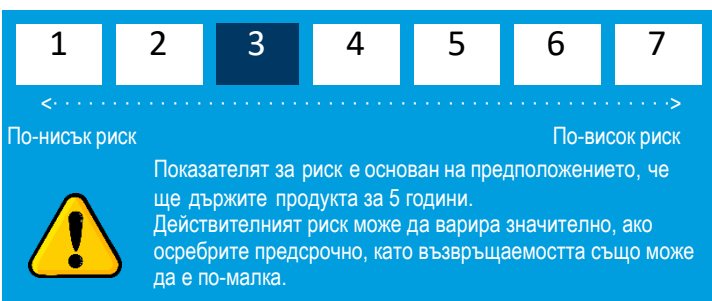 1 2 3 4 5 6 7
По-нисък риск По-висок риск
Показателят за риск е основан на предположението, че
ще държите продукта за 5 години.
Действителният риск може да варира значително, ако
осребрите предсрочно, като възвръщаемостта също може
да е по-малка.